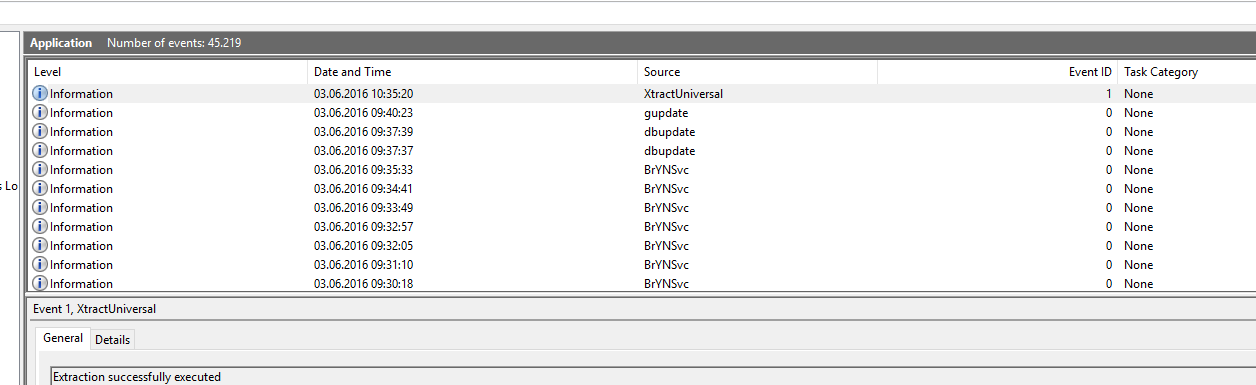 Application Number of events: 45.219
Level Date and Time Source Event ID Task Category
Information 03.06.2016 10:35:20 XtractUniversal 1 None
Information 03.06.2016 09:40:23 gupdate 0 None
Information 03.06.2016 09:37:39 dbupdate 0 None
Information 03.06.2016 09:37:37 dbupdate 0 None
Information 03.06.2016 09:35:33 BrYNSvc 0 None
s Lo
Information 03.06.2016 09:34:41 BrYNSvc 0 None
Information 03.06.2016 09:33:49 BrYNSvc 0 None
Information 03.06.2016 09:32:57 BrYNSvc 0 None
Information 03.06.2016 09:32:05 BrYNSvc 0 None
Information 03.06.2016 09:31:10 BrYNSvc 0 None
Information 03.06.2016 09:30:18 BrYNSvc 0 None
Event 1, XtractUniversal
General Details
Extraction successfully executed